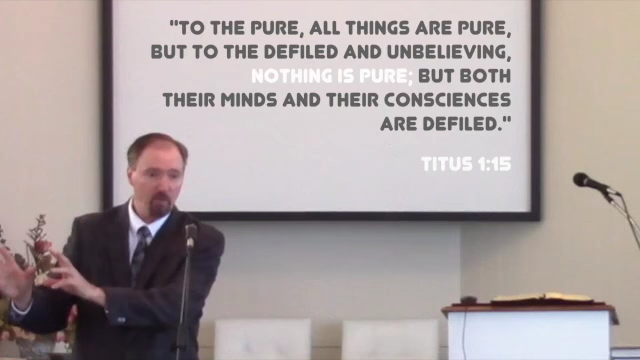 "TO THE PURE, ALL THINGS ARE PURE,
BUT TO THE DEFILED AND UNBELIEVING,
NOTHING IS PURE; BUT BOTH
THEIR MINDS AND THEIR CONSCIENCES
ARE DEFILED."
TITUS 1:15